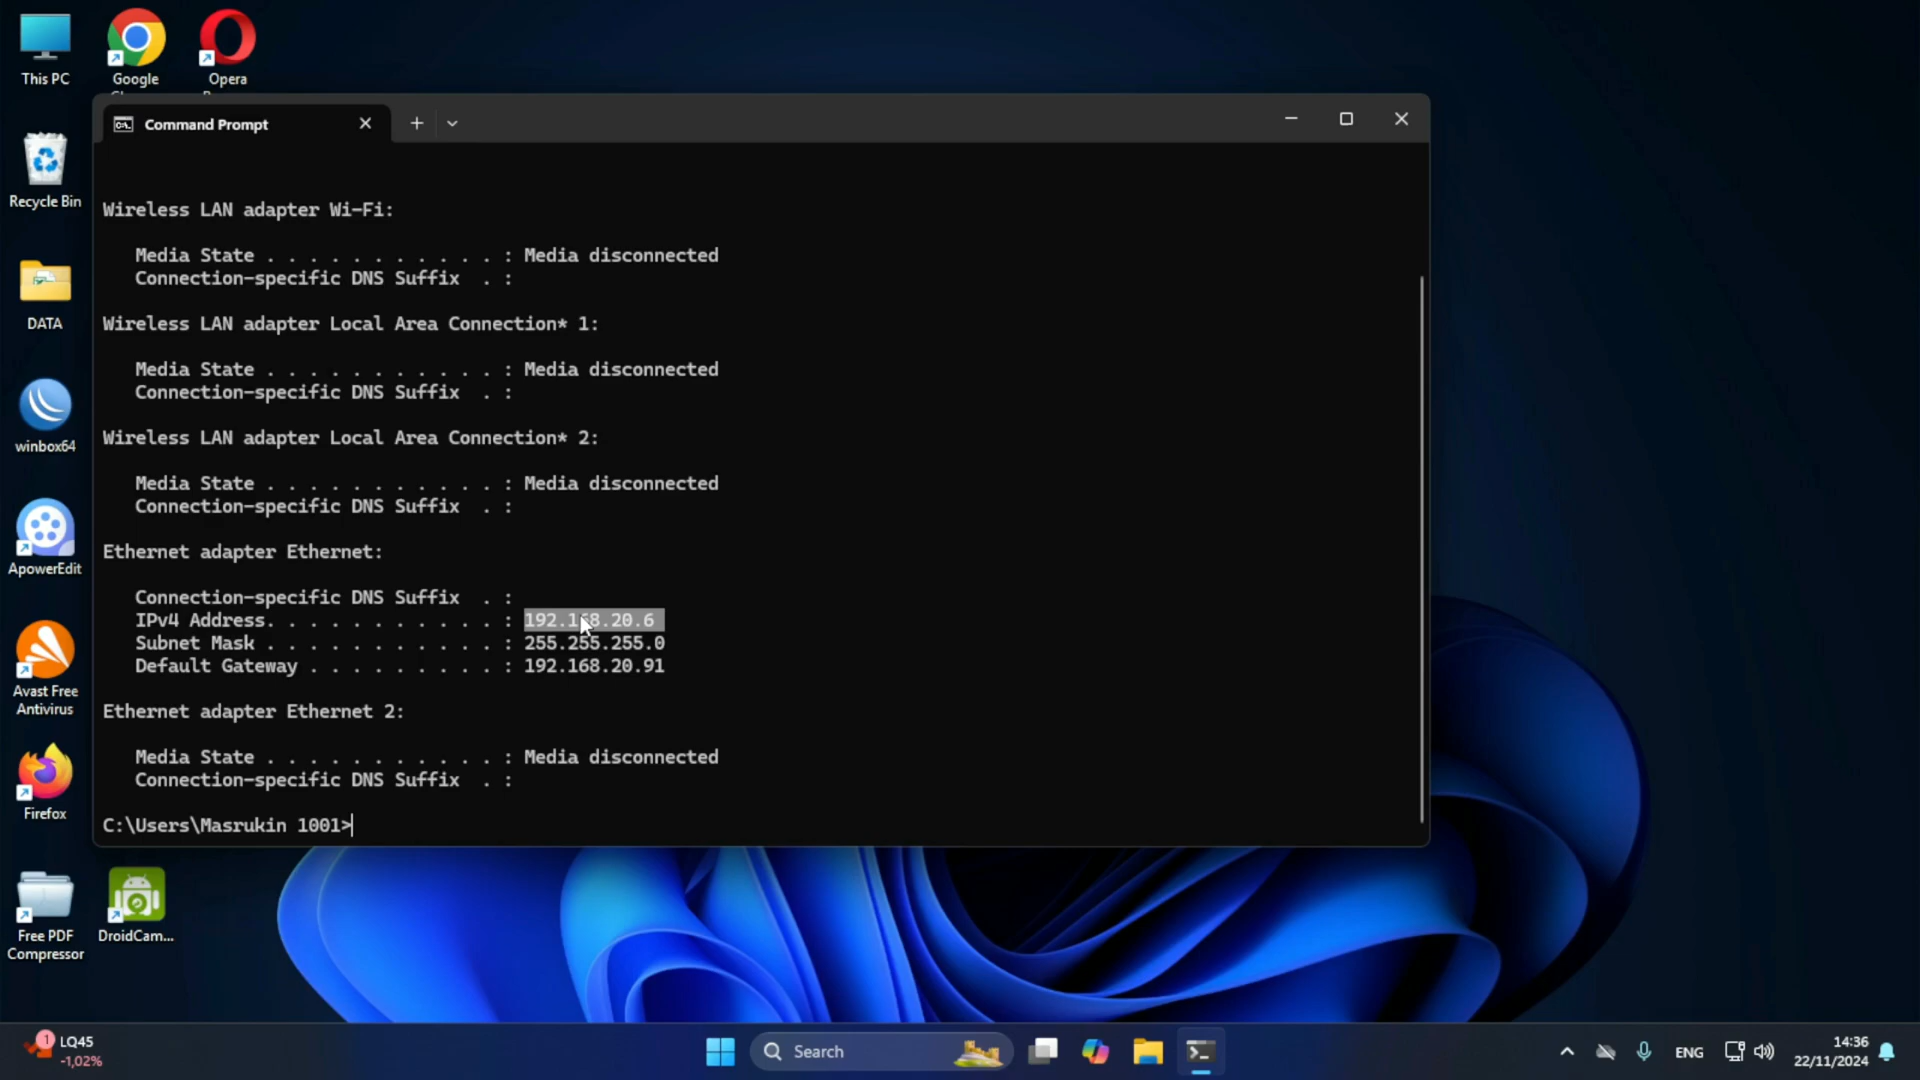 This PC
Google
Opera
Command Prompt
Recycle Bin
DATA
winbox64
ApowerEdit
Avast Free
Antivirus
Firefox
Free PDF
Compressor
DroidCam...
Wireless LAN adapter Wi-Fi:
Media State . . . . . . . . . . . : Media disconnected
Connection-specific DNS Suffix  . :
Wireless LAN adapter Local Area Connection* 1:
Media State . . . . . . . . . . . : Media disconnected
Connection-specific DNS Suffix  . :
Wireless LAN adapter Local Area Connection* 2:
Media State . . . . . . . . . . . : Media disconnected
Connection-specific DNS Suffix  . :
Ethernet adapter Ethernet:
Connection-specific DNS Suffix  . :
IPv4 Address. . . . . . . . . . . : 192.168.20.6
Subnet Mask . . . . . . . . . . . : 255.255.255.0
Default Gateway . . . . . . . . . : 192.168.20.91
Ethernet adapter Ethernet 2:
Media State . . . . . . . . . . . : Media disconnected
Connection-specific DNS Suffix  . :
C:\Users\Masrukin 1001>
1
LQ45
-1,02%
Search
ENG
14:36
22/11/2024